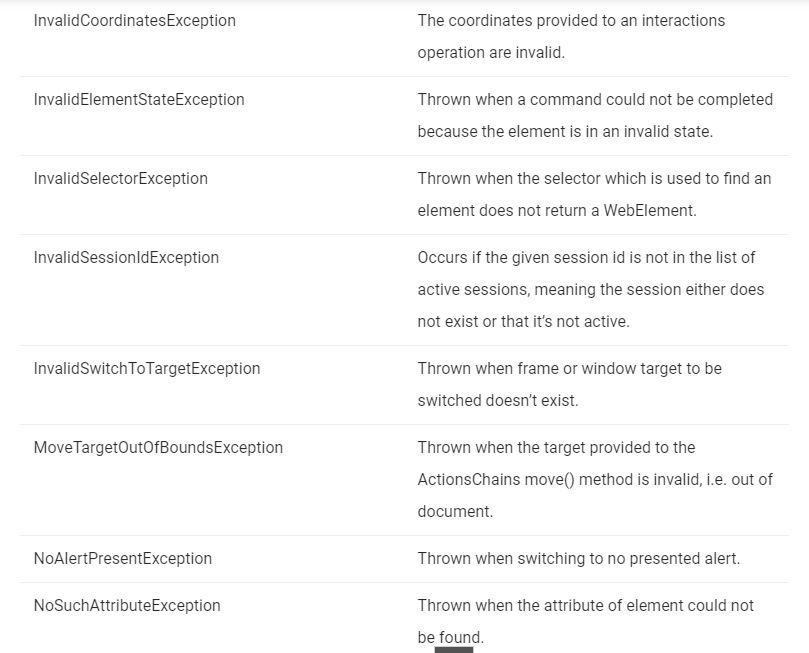 InvalidCoordinatesException
The coordinates provided to an interactions
operation are invalid.
InvalidElementStateException
Thrown when a command could not be completed
because the element is in an invalid state.
InvalidSelectorException
Thrown when the selector which is used to find an
element does not return a WebElement.
InvalidSessionIdException
Occurs if the given session id is not in the list of
active sessions, meaning the session either does
not exist or that it’s not active.
InvalidSwitchToTargetException
Thrown when frame or window target to be
switched doesn’t exist.
MoveTargetOutOfBoundsException
Thrown when the target provided to the
ActionsChains move() method is invalid, i.e. out of
document.
NoAlertPresentException
Thrown when switching to no presented alert.
NoSuchAttributeException
Thrown when the attribute of element could not
be found.